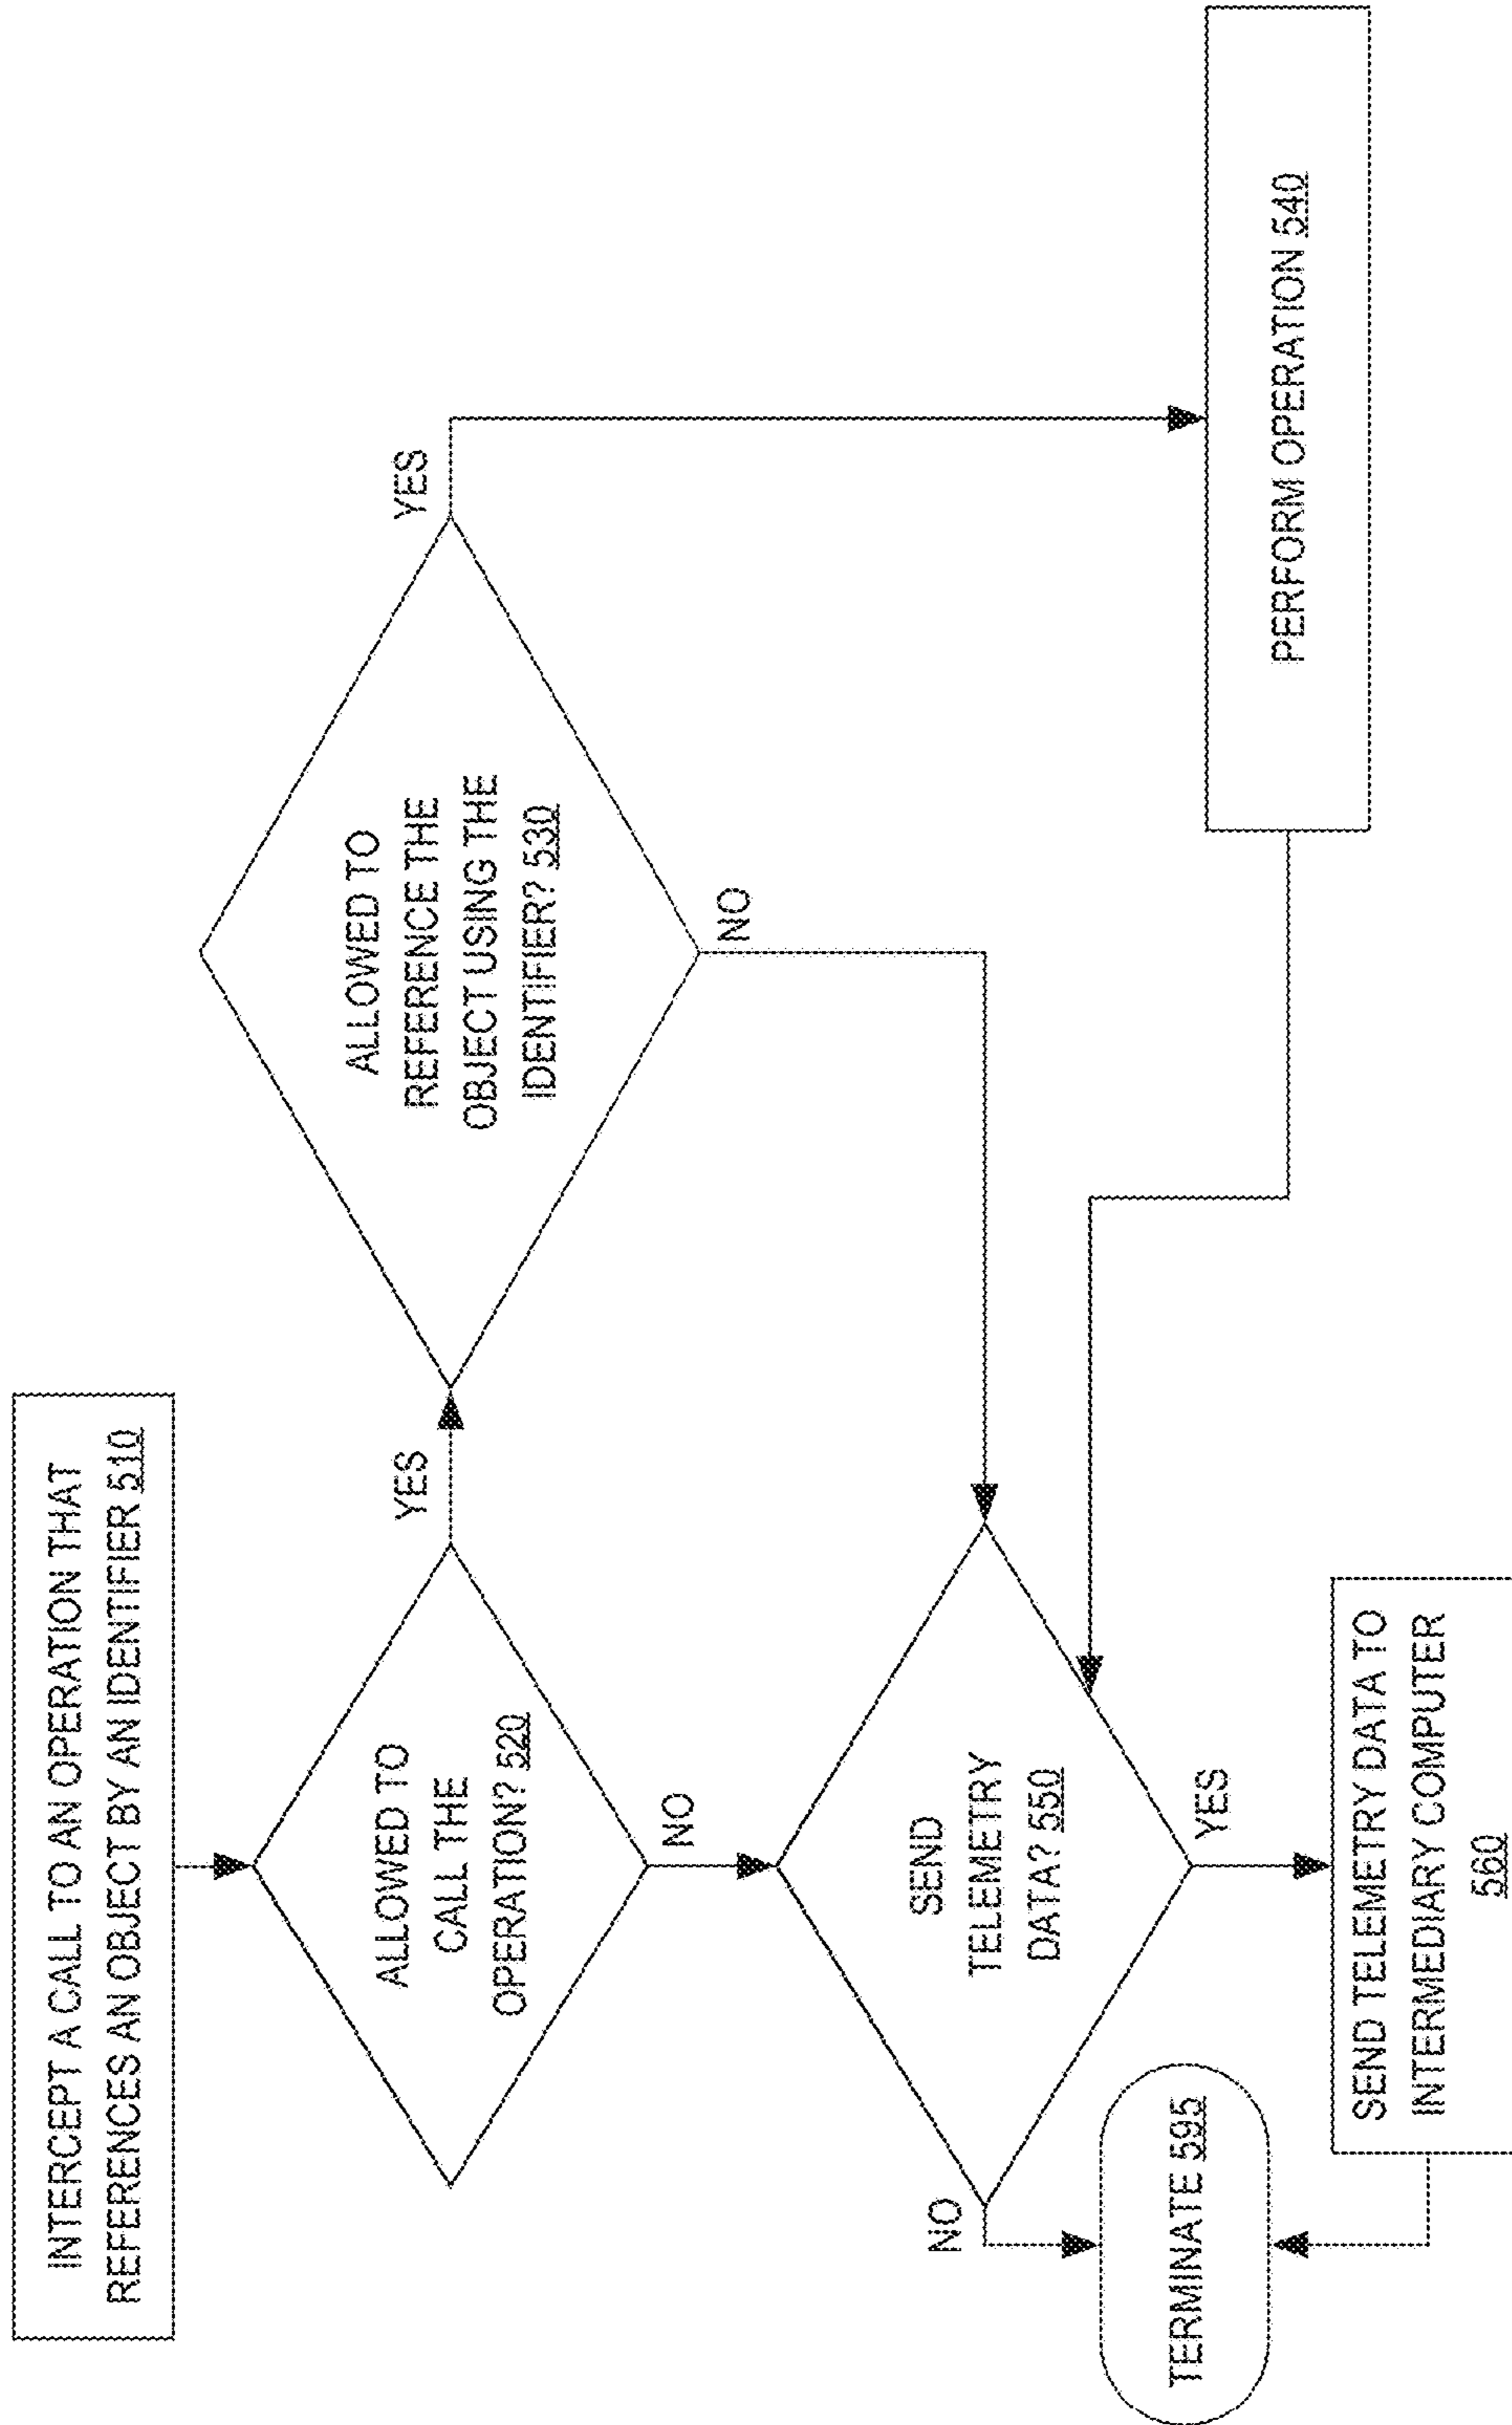 INTERCEPT A CALL TO AN OPERATION THAT
REFERENCES AN OBJECT BY AN IDENTIFIER 510
ALLOWED TO
CALL THE
OPERATION? 520
YES
NO
ALLOWED TO
REFERENCE THE
OBJECT USING THE
IDENTIFIER? 530
YES
NO
PERFORM OPERATION 540
SEND
TELEMETRY
DATA? 550
NO
YES
TERMINATE 595
SEND TELEMETRY DATA TO
INTERMEDIARY COMPUTER
560